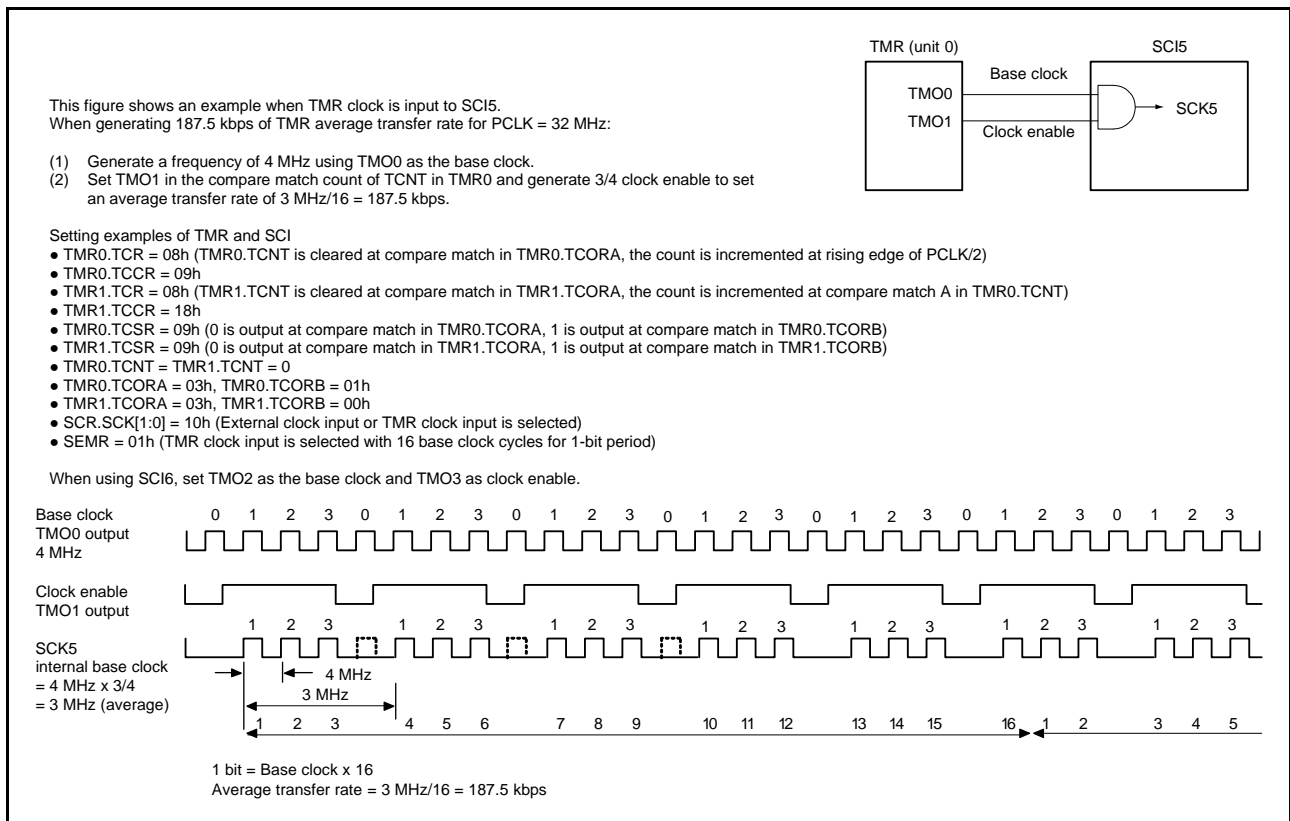 TMR (unit 0)
SCI5
Base clock
TMO0
TMO1
SCK5
Clock enable
This figure shows an example when TMR clock is input to SCI5.
When generating 187.5 kbps of TMR average transfer rate for PCLK = 32 MHz:
(1) Generate a frequency of 4 MHz using TMO0 as the base clock.
(2) Set TMO1 in the compare match count of TCNT in TMR0 and generate 3/4 clock enable to set
an average transfer rate of 3 MHz/16 = 187.5 kbps.
Setting examples of TMR and SCI
● TMR0.TCR = 08h (TMR0.TCNT is cleared at compare match in TMR0.TCORA, the count is incremented at rising edge of PCLK/2)
● TMR0.TCCR = 09h
● TMR1.TCR = 08h (TMR1.TCNT is cleared at compare match in TMR1.TCORA, the count is incremented at compare match A in TMR0.TCNT)
● TMR1.TCCR = 18h
● TMR0.TCSR = 09h (0 is output at compare match in TMR0.TCORA, 1 is output at compare match in TMR0.TCORB)
● TMR1.TCSR = 09h (0 is output at compare match in TMR1.TCORA, 1 is output at compare match in TMR1.TCORB)
● TMR0.TCNT = TMR1.TCNT = 0
● TMR0.TCORA = 03h, TMR0.TCORB = 01h
● TMR1.TCORA = 03h, TMR1.TCORB = 00h
● SCR.SCK[1:0] = 10h (External clock input or TMR clock input is selected)
● SEMR = 01h (TMR clock input is selected with 16 base clock cycles for 1-bit period)
When using SCI6, set TMO2 as the base clock and TMO3 as clock enable.
Base clock
TMO0 output
4 MHz
0 1 2 3 0 1 2 3 0 1 2 3 0 1 2 3 0 1 2 3 0 1 2 3 0 1 2 3
Clock enable
TMO1 output
1 2 3 1 2 3 1 2 3 1 2 3 1 2 3 1 2 3 1 2 3
SCK5
internal base clock
= 4 MHz x 3/4
= 3 MHz (average)
4 MHz
3 MHz
1 2 3 4 5 6 7 8 9 10 11 12 13 14 15 16 1 2 3 4 5
1 bit = Base clock x 16
Average transfer rate = 3 MHz/16 = 187.5 kbps